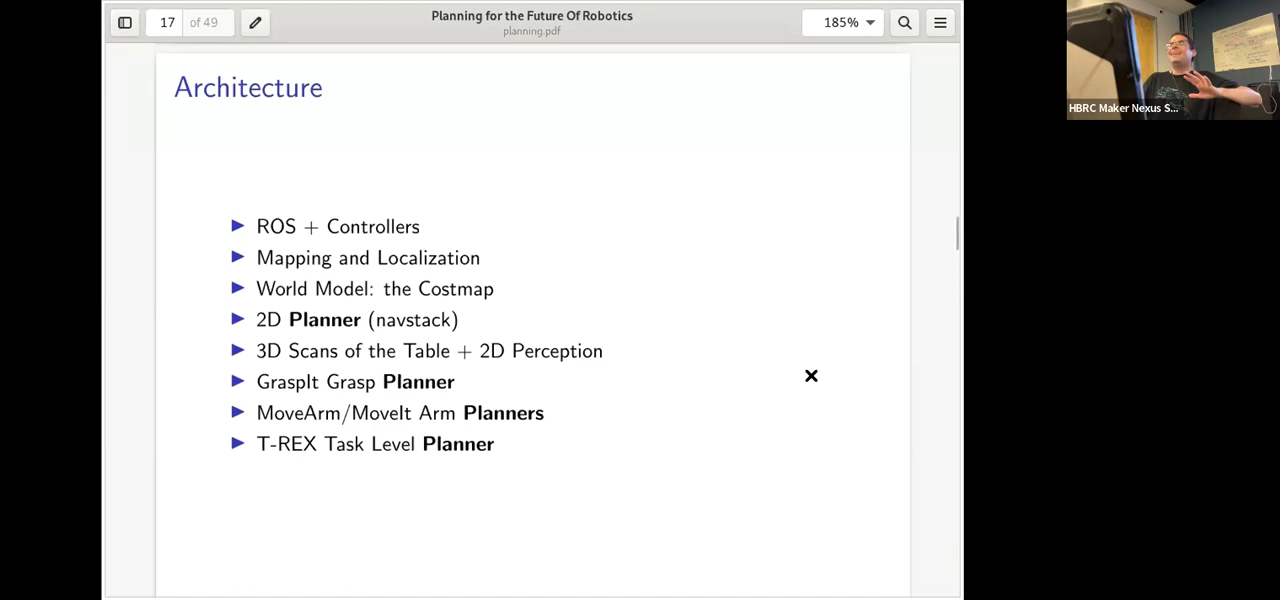 17 of 49
Planning for the Future Of Robotics
planning.pdf
185%
Architecture
ROS + Controllers
Mapping and Localization
World Model: the Costmap
2D Planner (navstack)
3D Scans of the Table + 2D Perception
GraspIt Grasp Planner
MoveArm/MoveIt Arm Planners
T-REX Task Level Planner
HBRC Maker Nexus S...